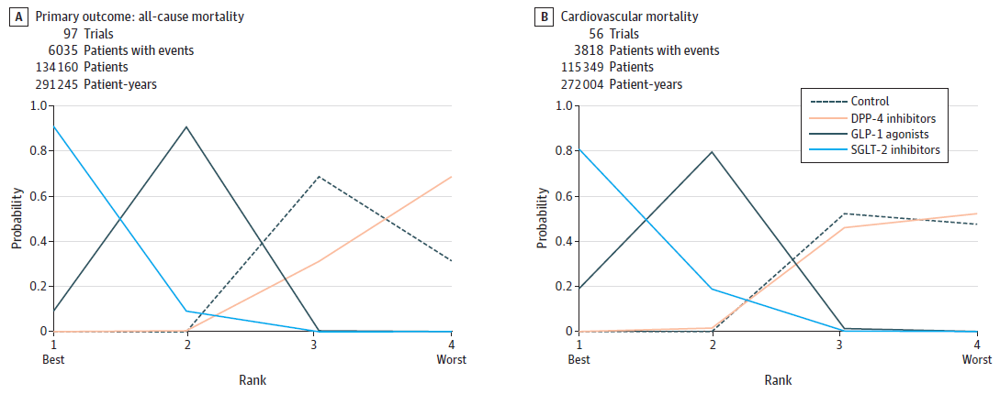 A Primary outcome: all-cause mortality
97 Trials
6035 Patients with events
134160 Patients
291245 Patient-years
1.0
0.8
0.6
0.4
0.2
0
Probability
1
2
3
4
Best
Worst
Rank
B Cardiovascular mortality
56 Trials
3818 Patients with events
115349 Patients
272004 Patient-years
Control
DPP-4 inhibitors
GLP-1 agonists
SGLT-2 inhibitors
1.0
0.8
0.6
0.4
0.2
0
Probability
1
2
3
4
Best
Worst
Rank